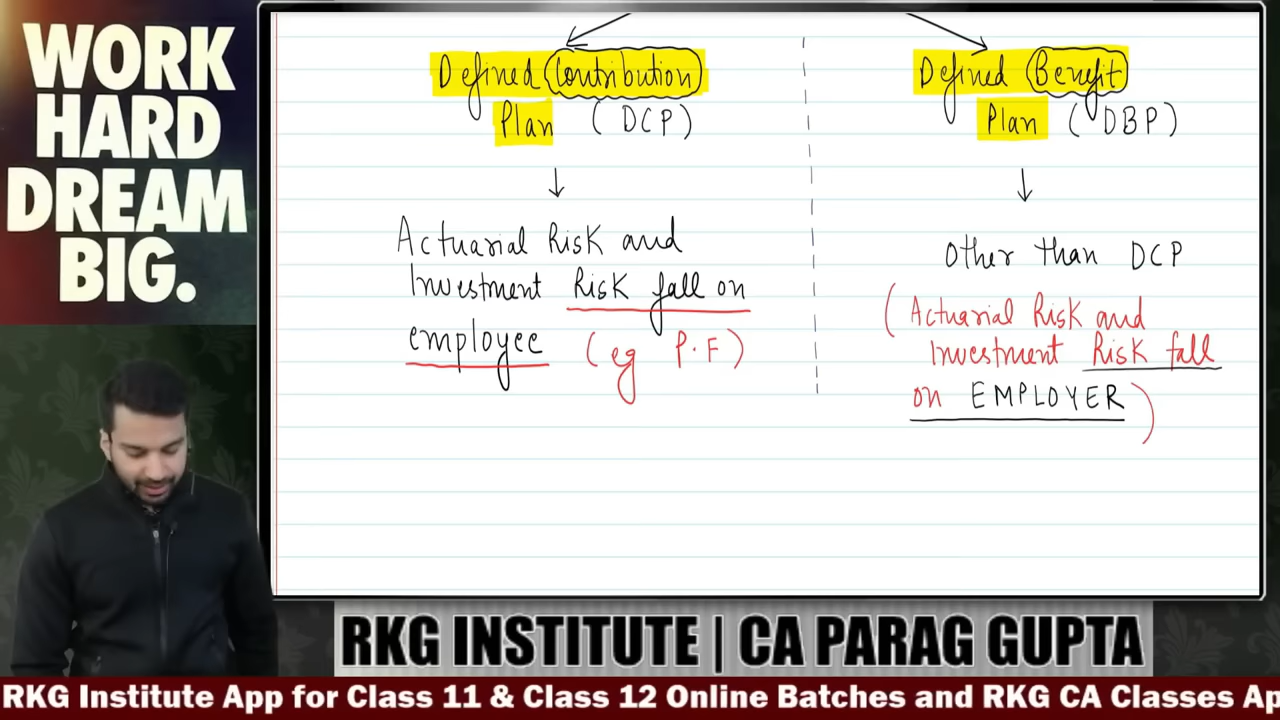 WORK
HARD
DREAM
BIG.
Defined Contribution
Plan (DCP)
Actuarial Risk and
Investment Risk fall on
employee (eg P.F)
Defined Benefit
Plan (DBP)
Other than DCP
(Actuarial Risk and
Investment Risk fall
on EMPLOYER)
RKG INSTITUTE | CA PARAG GUPTA
RKG Institute App for Class 11 & Class 12 Online Batches and RKG CA Classes Ap